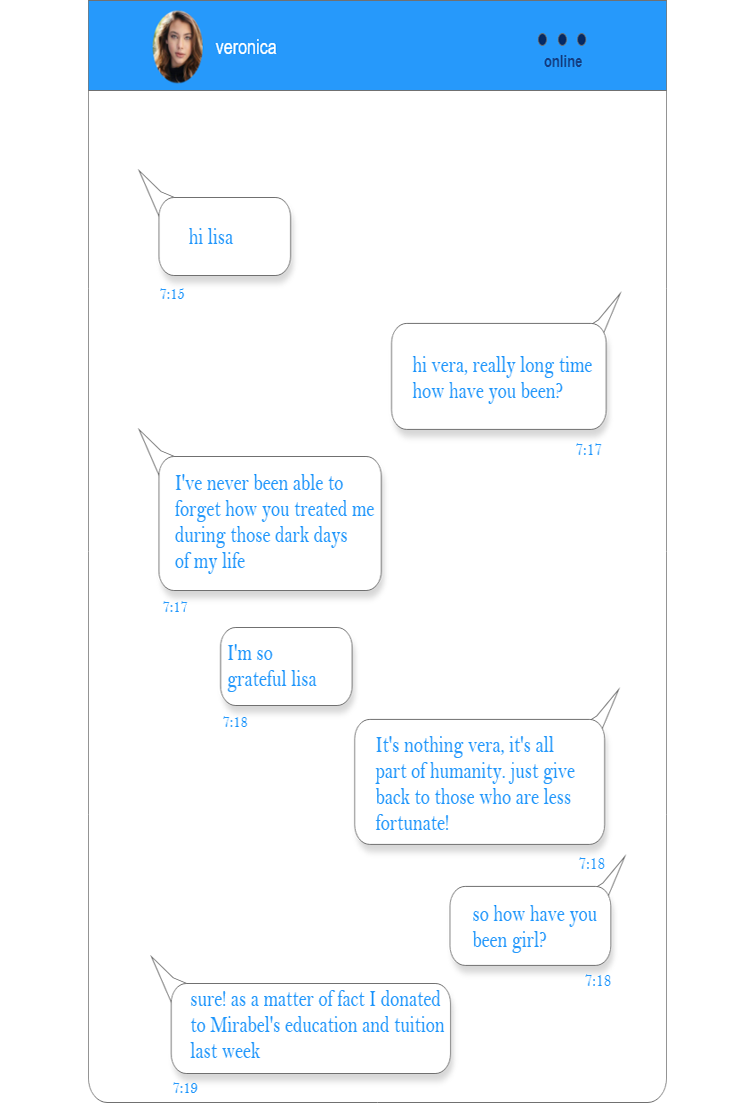 veronica
online
hi lisa
7:15
hi vera, really long time
how have you been?
7:17
I've never been able to
forget how you treated me
during those dark days
of my life
7:17
I'm so
grateful lisa
7:18
It's nothing vera, it's all
part of humanity. just give
back to those who are less
fortunate!
7:18
so how have you
been girl?
7:18
sure! as a matter of fact I donated
to Mirabel's education and tuition
last week
7:19